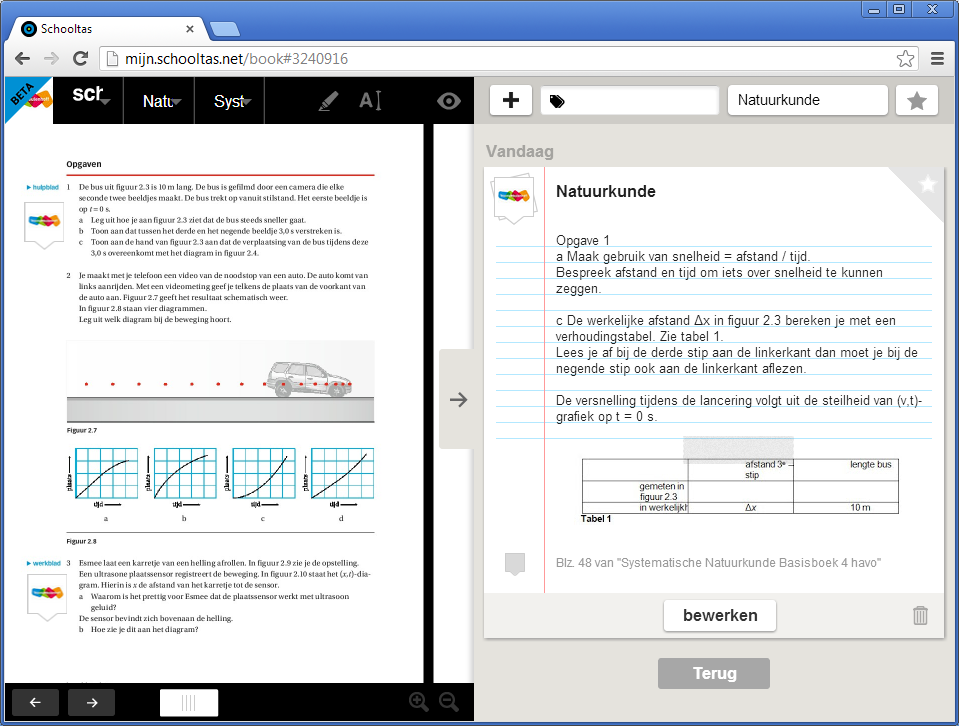 Schooltas
mijn.schooltas.net/book#3240916
BETA
sch
Natu
Syst
Natuurkunde
Opgaven
hulpblad
1 De bus uit figuur 2.3 is 10 m lang. De bus is gefilmd door een camera die elke
seconde twee beeldjes maakt. De bus trekt op vanuit stilstand. Het eerste beeldje is
op t = 0 s.
a Leg uit hoe je aan figuur 2.3 ziet dat de bus steeds sneller gaat.
b Toon aan dat tussen het derde en het negende beeldje 3,0 s verstreken is.
c Toon aan de hand van figuur 2.3 aan dat de verplaatsing van de bus tijdens deze
3,0 s overeenkomt met het diagram in figuur 2.4.
2 Je maakt met je telefoon een video van de noodstop van een auto. De auto komt van
links aanrijden. Met een videometing geef je telkens de plaats van de voorkant van
de auto aan. Figuur 2.7 geeft het resultaat schematisch weer.
In figuur 2.8 staan vier diagrammen.
Leg uit welk diagram bij de beweging hoort.
Figuur 2.7
plaats
tijd
a
plaats
tijd
b
plaats
tijd
c
plaats
tijd
d
Figuur 2.8
werkblad
3 Esmee laat een karretje van een helling afrollen. In figuur 2.9 zie je de opstelling.
Een ultrasone plaatssensor registreert de beweging. In figuur 2.10 staat het (x,t)-dia-
gram. Hierin is x de afstand van het karretje tot de sensor.
a Waarom is het prettig voor Esmee dat de plaatssensor werkt met ultrasoon
geluid?
De sensor bevindt zich bovenaan de helling.
b Hoe zie je dit aan het diagram?
Vandaag
Natuurkunde
Opgave 1
a Maak gebruik van snelheid = afstand / tijd.
Bespreek afstand en tijd om iets over snelheid te kunnen
zeggen.
c De werkelijke afstand Δx in figuur 2.3 bereken je met een
verhoudingstabel. Zie tabel 1.
Lees je af bij de derde stip aan de linkerkant dan moet je bij de
negende stip ook aan de linkerkant aflezen.
De versnelling tijdens de lancering volgt uit de steilheid van (v,t)-
grafiek op t = 0 s.
afstand 3e – lengte bus
stip
gemeten in
figuur 2.3
in werkelijkh Δx 10 m
Tabel 1
Blz. 48 van "Systematische Natuurkunde Basisboek 4 havo"
bewerken
Terug